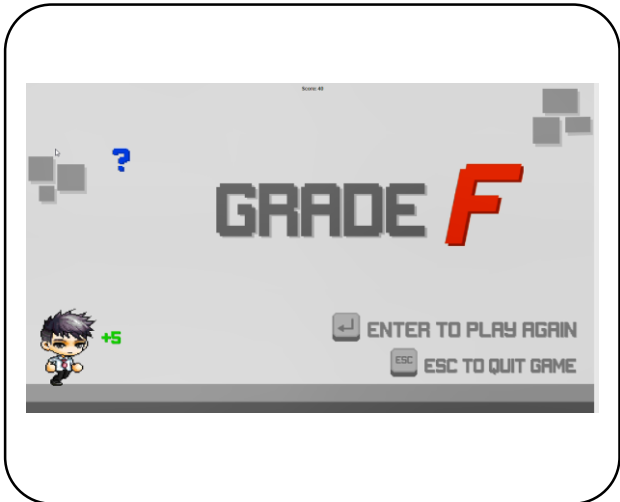 Score: 40
?
GRADE F
+5
ENTER TO PLAY AGAIN
ESC ESC TO QUIT GAME